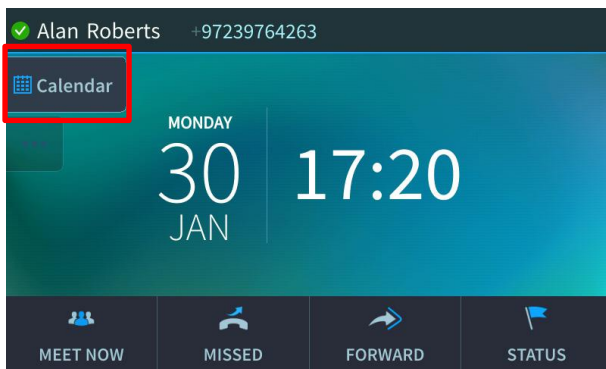 Alan Roberts +97239764263
Calendar
MONDAY
30
JAN
17:20
MEET NOW
MISSED
FORWARD
STATUS